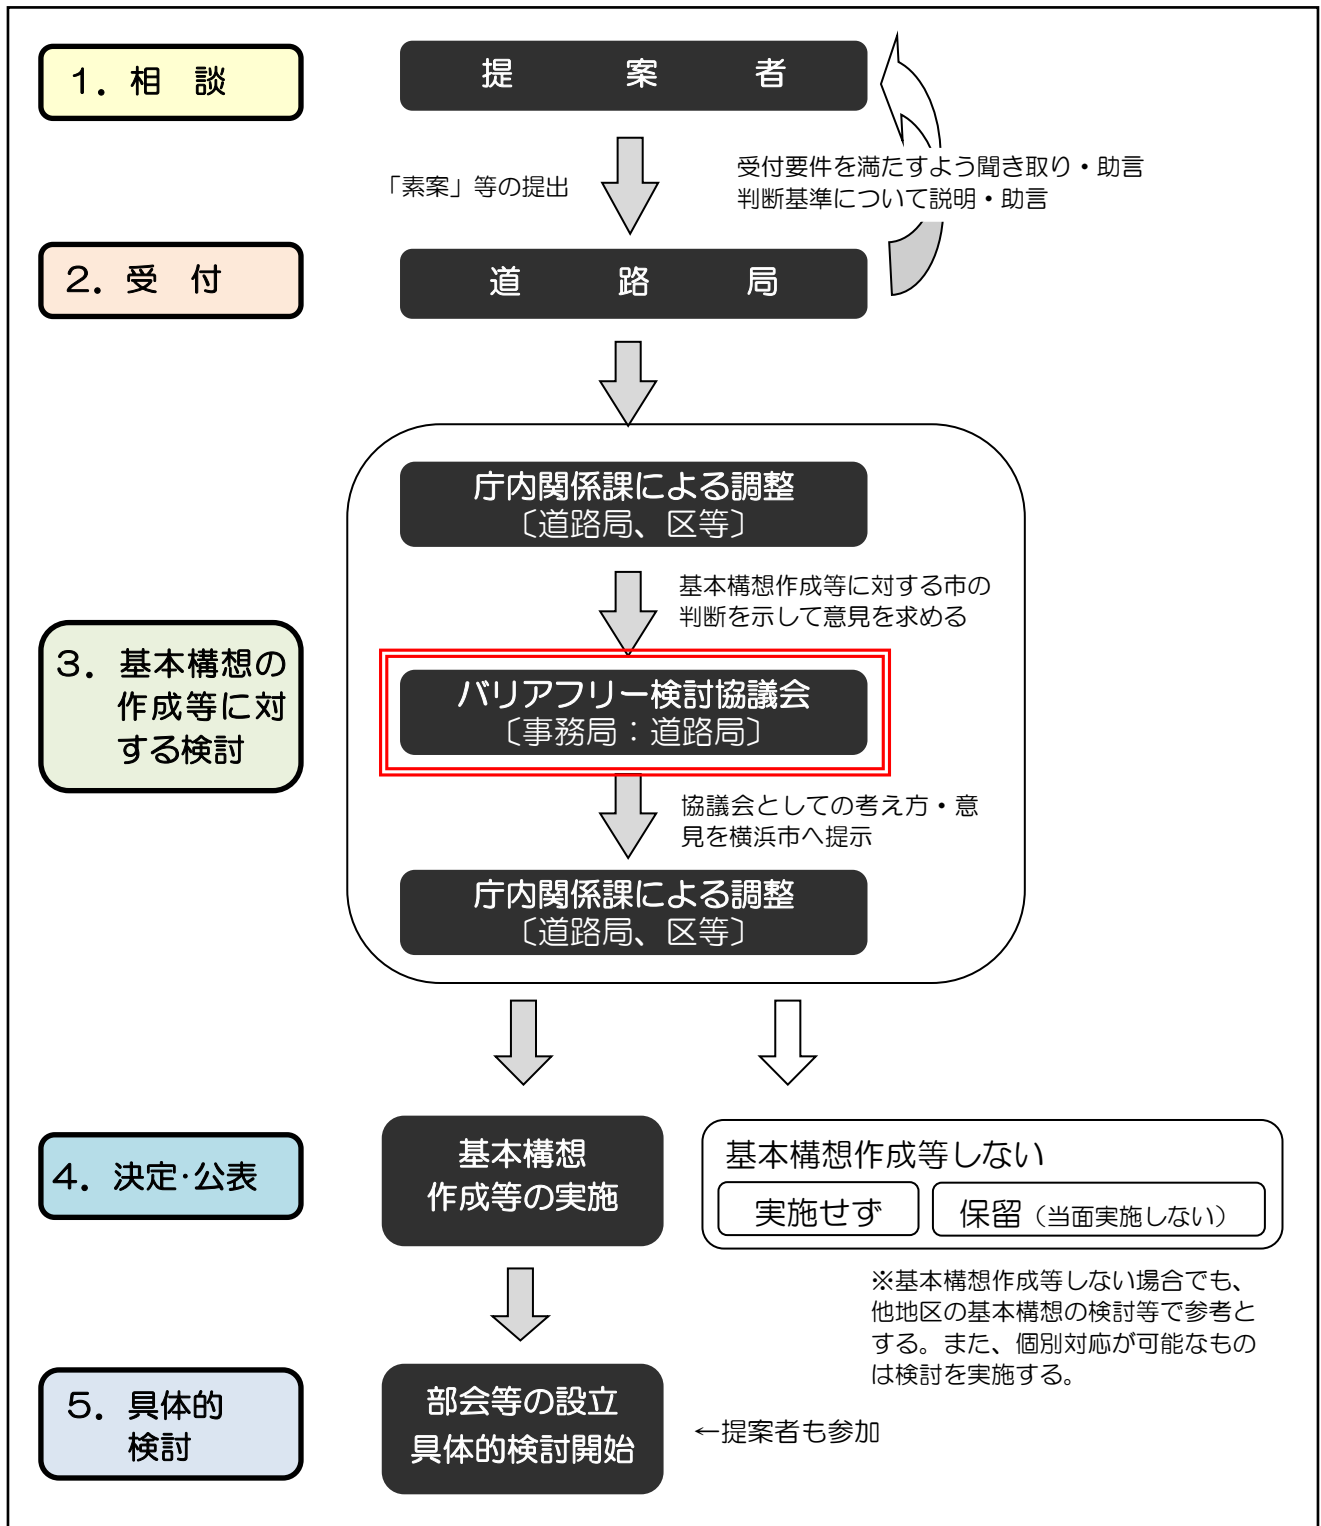 1．相　談
提　案　者
「素案」等の提出
受付要件を満たすよう聞き取り・助言
判断基準について説明・助言
2．受　付
道　路　局
庁内関係課による調整
〔道路局、区等〕
基本構想作成等に対する市の
判断を示して意見を求める
3．基本構想の
作成等に対
する検討
バリアフリー検討協議会
〔事務局：道路局〕
協議会としての考え方・意
見を横浜市へ提示
庁内関係課による調整
〔道路局、区等〕
4．決定･公表
基本構想
作成等の実施
基本構想作成等しない
実施せず
保留（当面実施しない）
※基本構想作成等しない場合でも、
他地区の基本構想の検討等で参考と
する。また、個別対応が可能なもの
は検討を実施する。
5．具体的
検討
部会等の設立
具体的検討開始
←提案者も参加